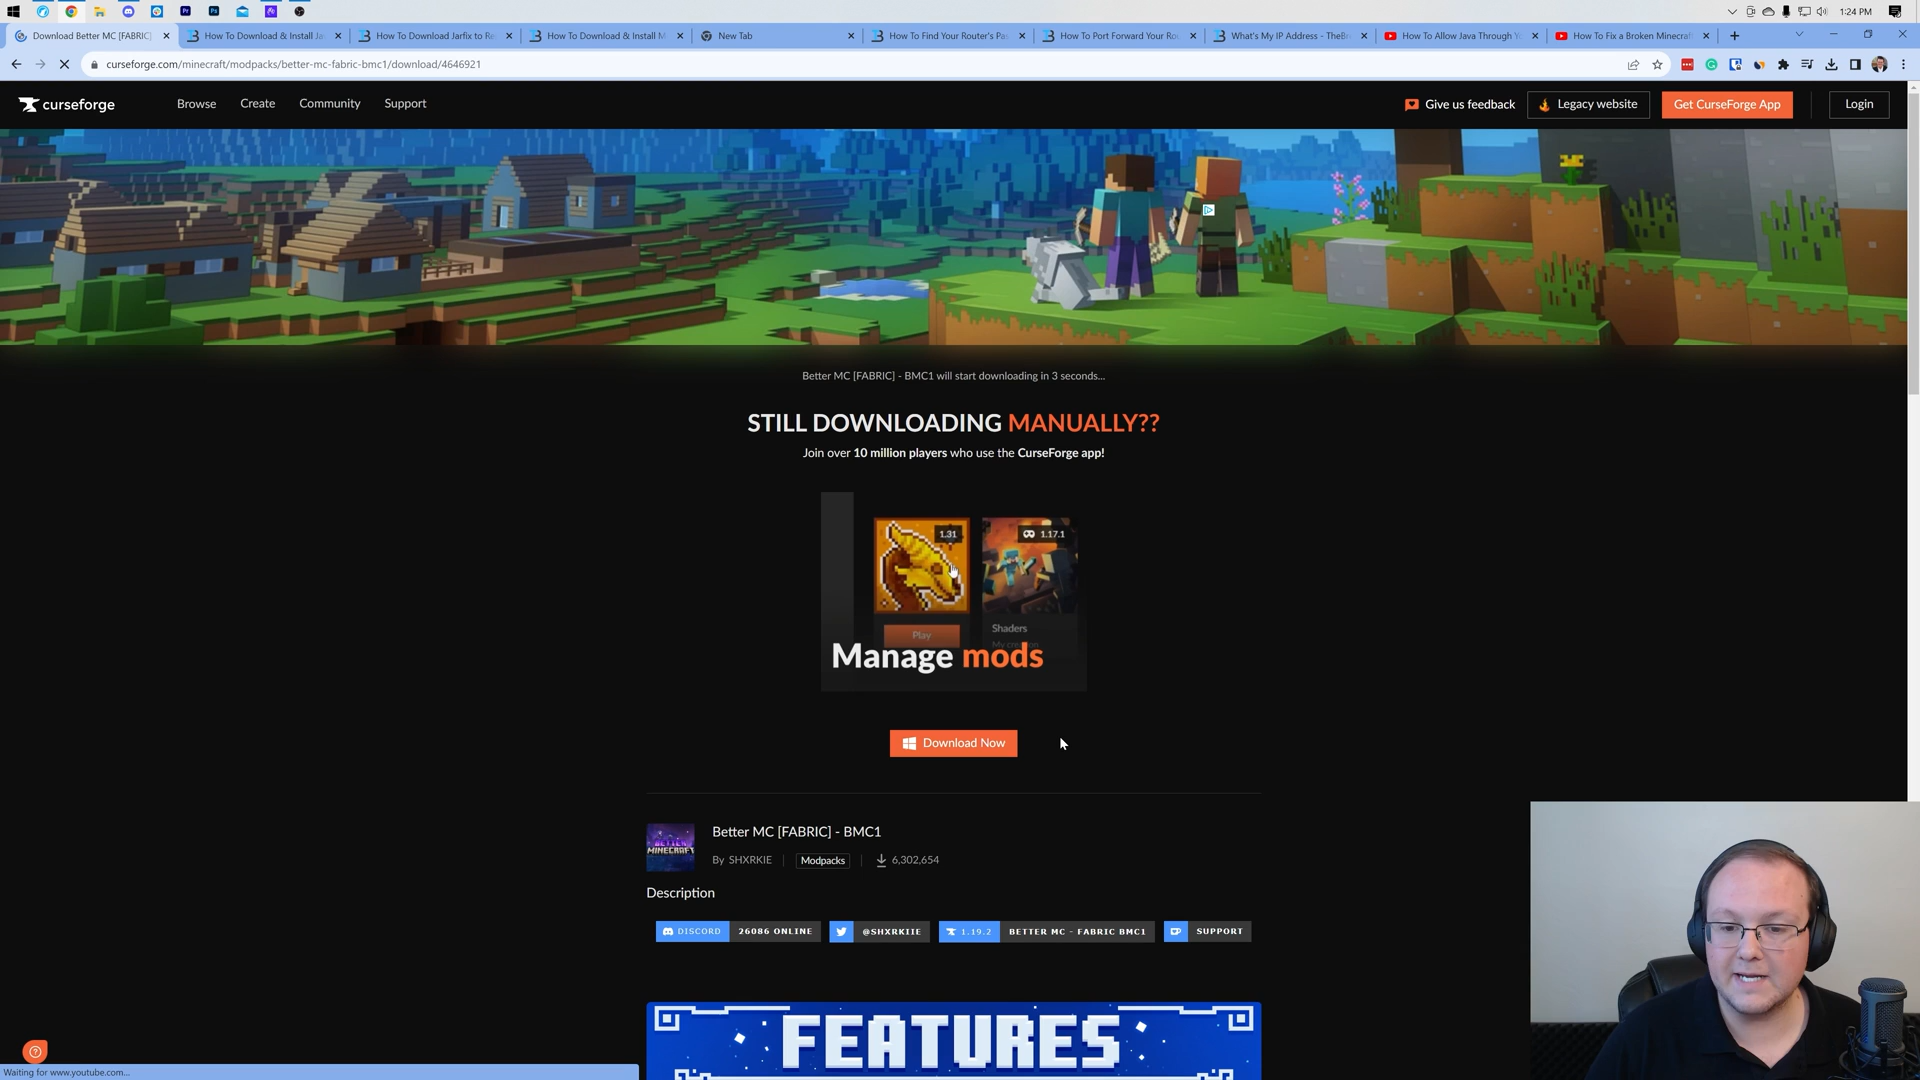 1:24 PM
Download Better MC [FABRIC]
How To Download & Install Ja
How To Download Jarfix to Re
How To Download & Install M
New Tab
How To Find Your Router's Pas
How To Port Forward Your Rou
What's My IP Address - TheBr
How To Allow Java Through Yo
How To Fix a Broken Minecraft
curseforge.com/minecraft/modpacks/better-mc-fabric-bmc1/download/4646921
curseforge
Browse
Create
Community
Support
Give us feedback
Legacy website
Get CurseForge App
Login
Better MC [FABRIC] - BMC1 will start downloading in 3 seconds...
STILL DOWNLOADING MANUALLY??
Join over 10 million players who use the CurseForge app!
1.31
1.17.1
Play
Shaders
Manage mods
Download Now
Better MC [FABRIC] - BMC1
By SHXRKIE
Modpacks
6,302,654
Description
DISCORD 26086 ONLINE
@SHXRKIIE
1.19.2 BETTER MC - FABRIC BMC1
SUPPORT
FEATURES
Waiting for www.youtube.com...